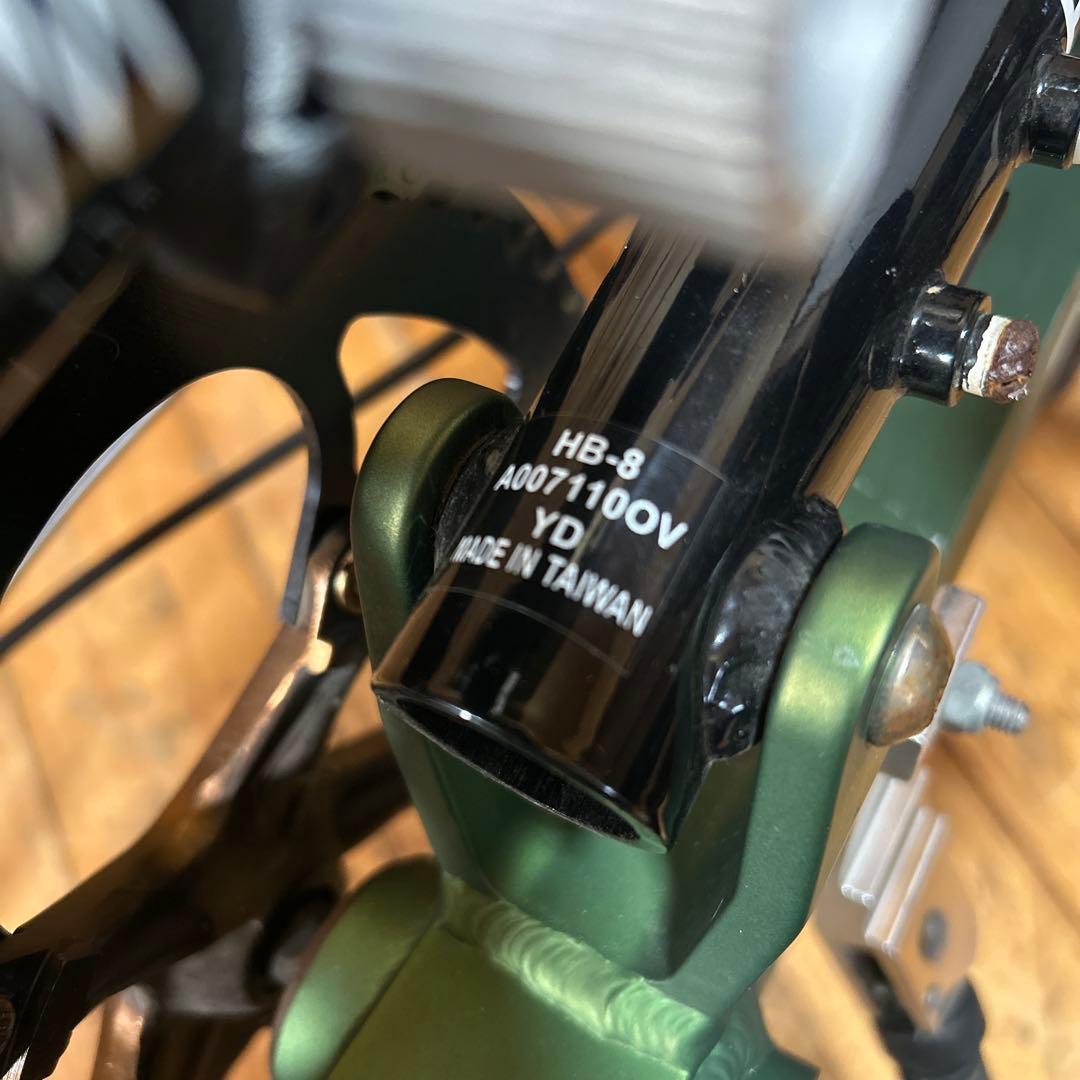 HB-8
A007110OV
YD
MADE IN TAIWAN